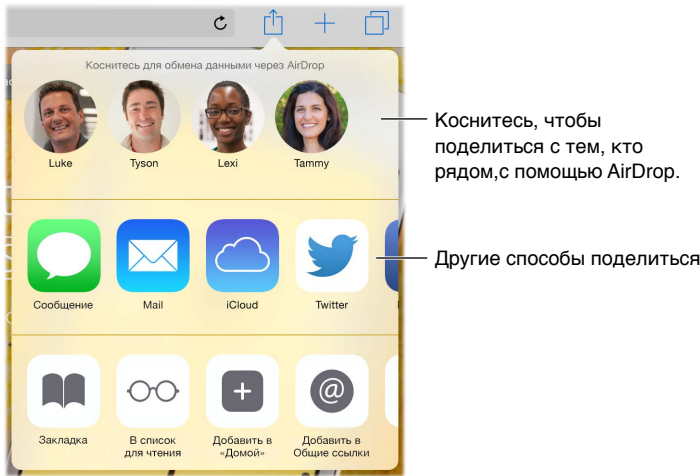 Коснитесь для обмена данными через AirDrop
Luke Tyson Lexi Tammy
Коснитесь, чтобы
поделиться с тем, кто
рядом,с помощью AirDrop.
Другие способы поделиться
Сообщение Mail iCloud Twitter
Закладка В список Добавить в Добавить в
для чтения «Домой» Общие ссылки